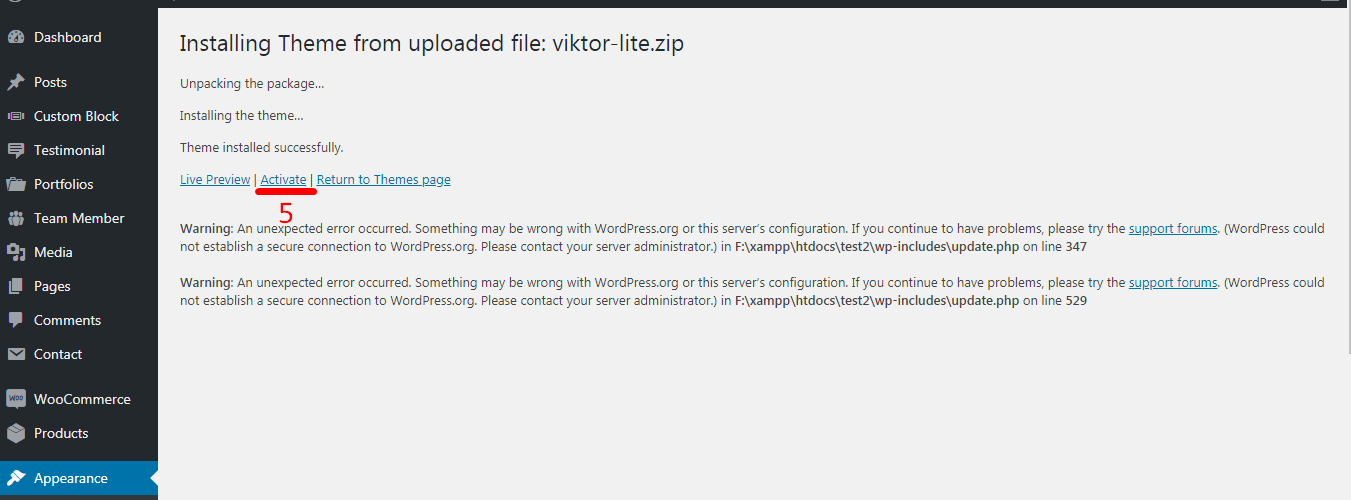 Dashboard
Posts
Custom Block
Testimonial
Portfolios
Team Member
Media
Pages
Comments
Contact
WOO WooCommerce
Products
Appearance
Installing Theme from uploaded file: viktor-lite.zip
Unpacking the package…
Installing the theme…
Theme installed successfully.
Live Preview | Activate | Return to Themes page
5
Warning: An unexpected error occurred. Something may be wrong with WordPress.org or this server’s configuration. If you continue to have problems, please try the support forums. (WordPress could
not establish a secure connection to WordPress.org. Please contact your server administrator.) in F:\xampp\htdocs\test2\wp-includes\update.php on line 347
Warning: An unexpected error occurred. Something may be wrong with WordPress.org or this server’s configuration. If you continue to have problems, please try the support forums. (WordPress could
not establish a secure connection to WordPress.org. Please contact your server administrator.) in F:\xampp\htdocs\test2\wp-includes\update.php on line 529